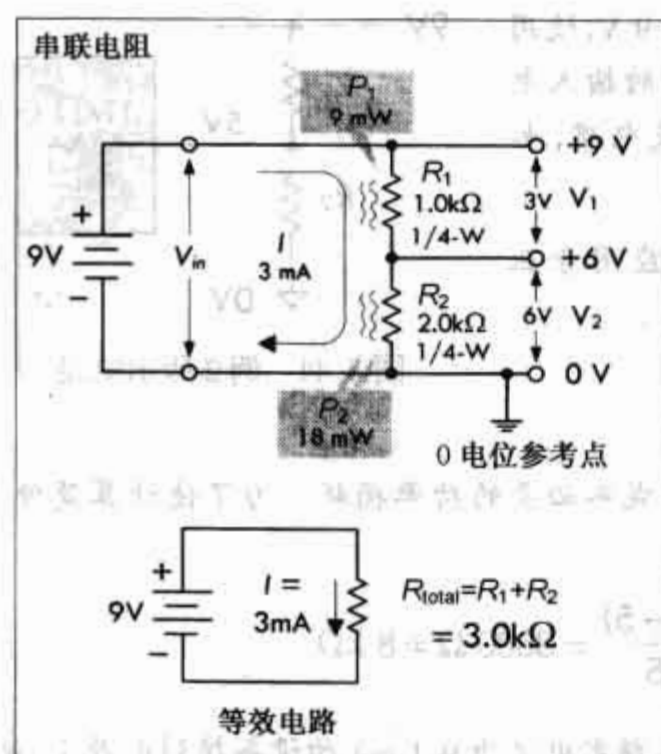 串联电阻
P₁
9 mW
+9 V
R₁
1.0kΩ
1/4-W
3V V₁
+
9V
−
Vin
I
3 mA
+6 V
R₂
2.0kΩ
1/4-W
6V V₂
0 V
P₂
18 mW
0 电位参考点
+
9V
−
I =
3mA
Rtotal=R₁+R₂
= 3.0kΩ
等效电路